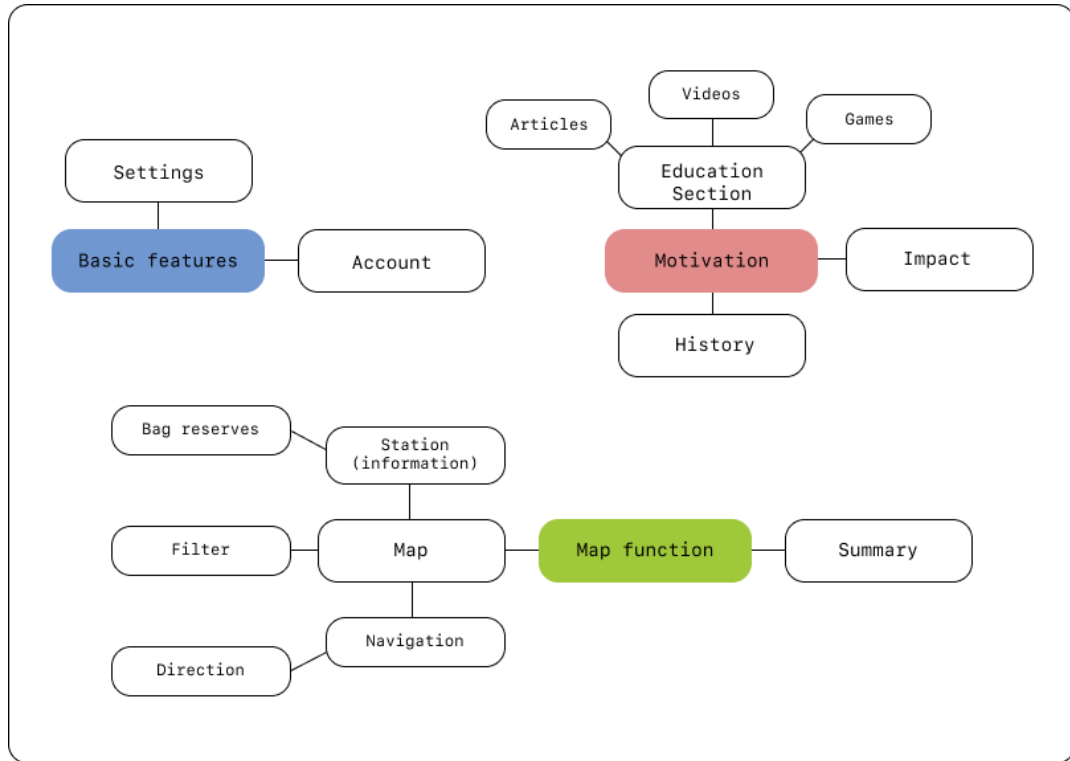 Videos
Articles
Games
Settings
Education
Section
Basic features
Account
Motivation
Impact
History
Bag reserves
Station
(information)
Filter
Map
Map function
Summary
Navigation
Direction